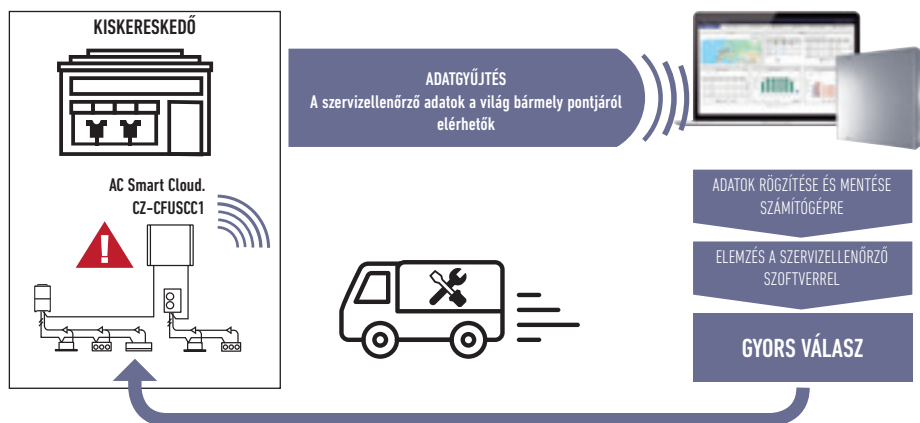 KISKERESKEDŐ
ADATGYŰJTÉS
A szervizellenőrző adatok a világ bármely pontjáról
elérhetők
AC Smart Cloud.
CZ-CFUSCC1
ADATOK RÖGZÍTÉSE ÉS MENTÉSE
SZÁMÍTÓGÉPRE
ELEMZÉS A SZERVIZELLENŐRZŐ
SZOFTVERREL
GYORS VÁLASZ